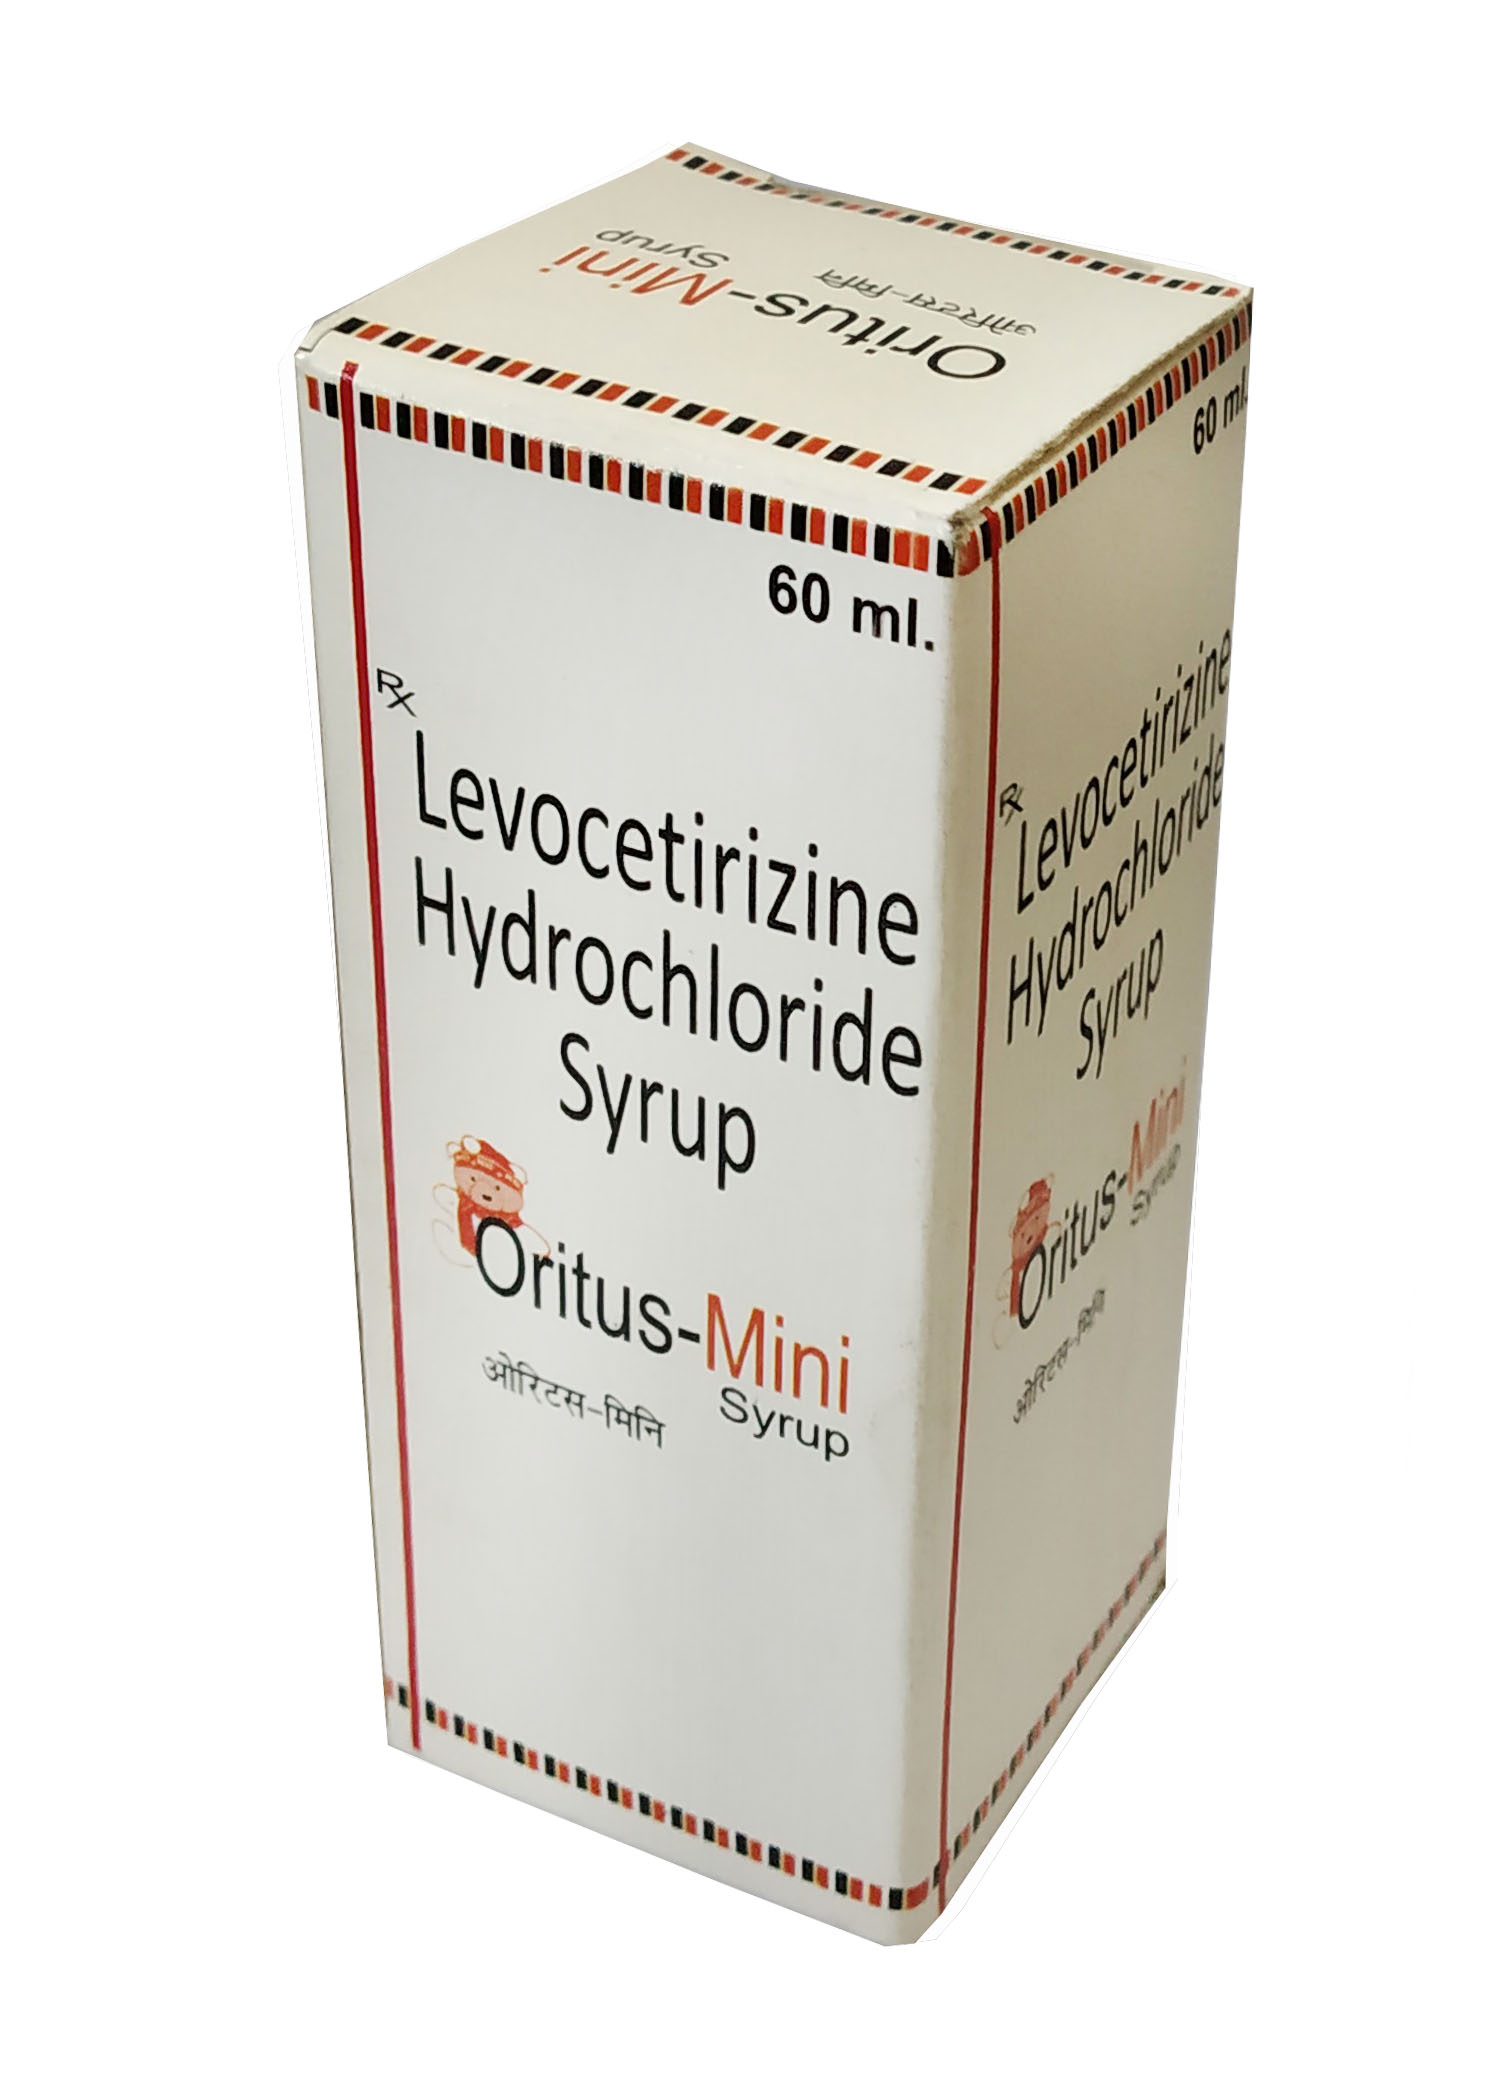 Oritus-Mini
Syrup
ओरिटस-मिनि
60 ml.
Rx
Levocetirizine
Hydrochloride
Syrup
Oritus-Mini
Syrup
ओरिटस-मिनि
60 ml.
Rx
Levocetirizine
Hydrochloride
Syrup
Oritus-Mini
Syrup
ओरिटस-मिनि